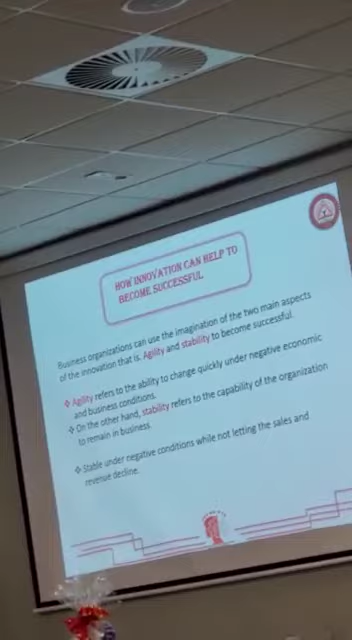 HOW INNOVATION CAN HELP TO
BECOME SUCCESSFUL
Business organizations can use the imagination of the two main aspects
of the innovation that is. Agility and stability to become successful.
❖ Agility refers to the ability to change quickly under negative economic
and business conditions.
❖ On the other hand, stability refers to the capability of the organization
to remain in business.
❖ Stable under negative conditions while not letting the sales and
revenue decline.